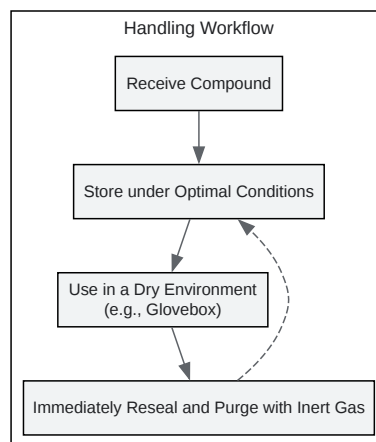 Handling Workflow
Receive Compound
Store under Optimal Conditions
Use in a Dry Environment
(e.g., Glovebox)
Immediately Reseal and Purge with Inert Gas